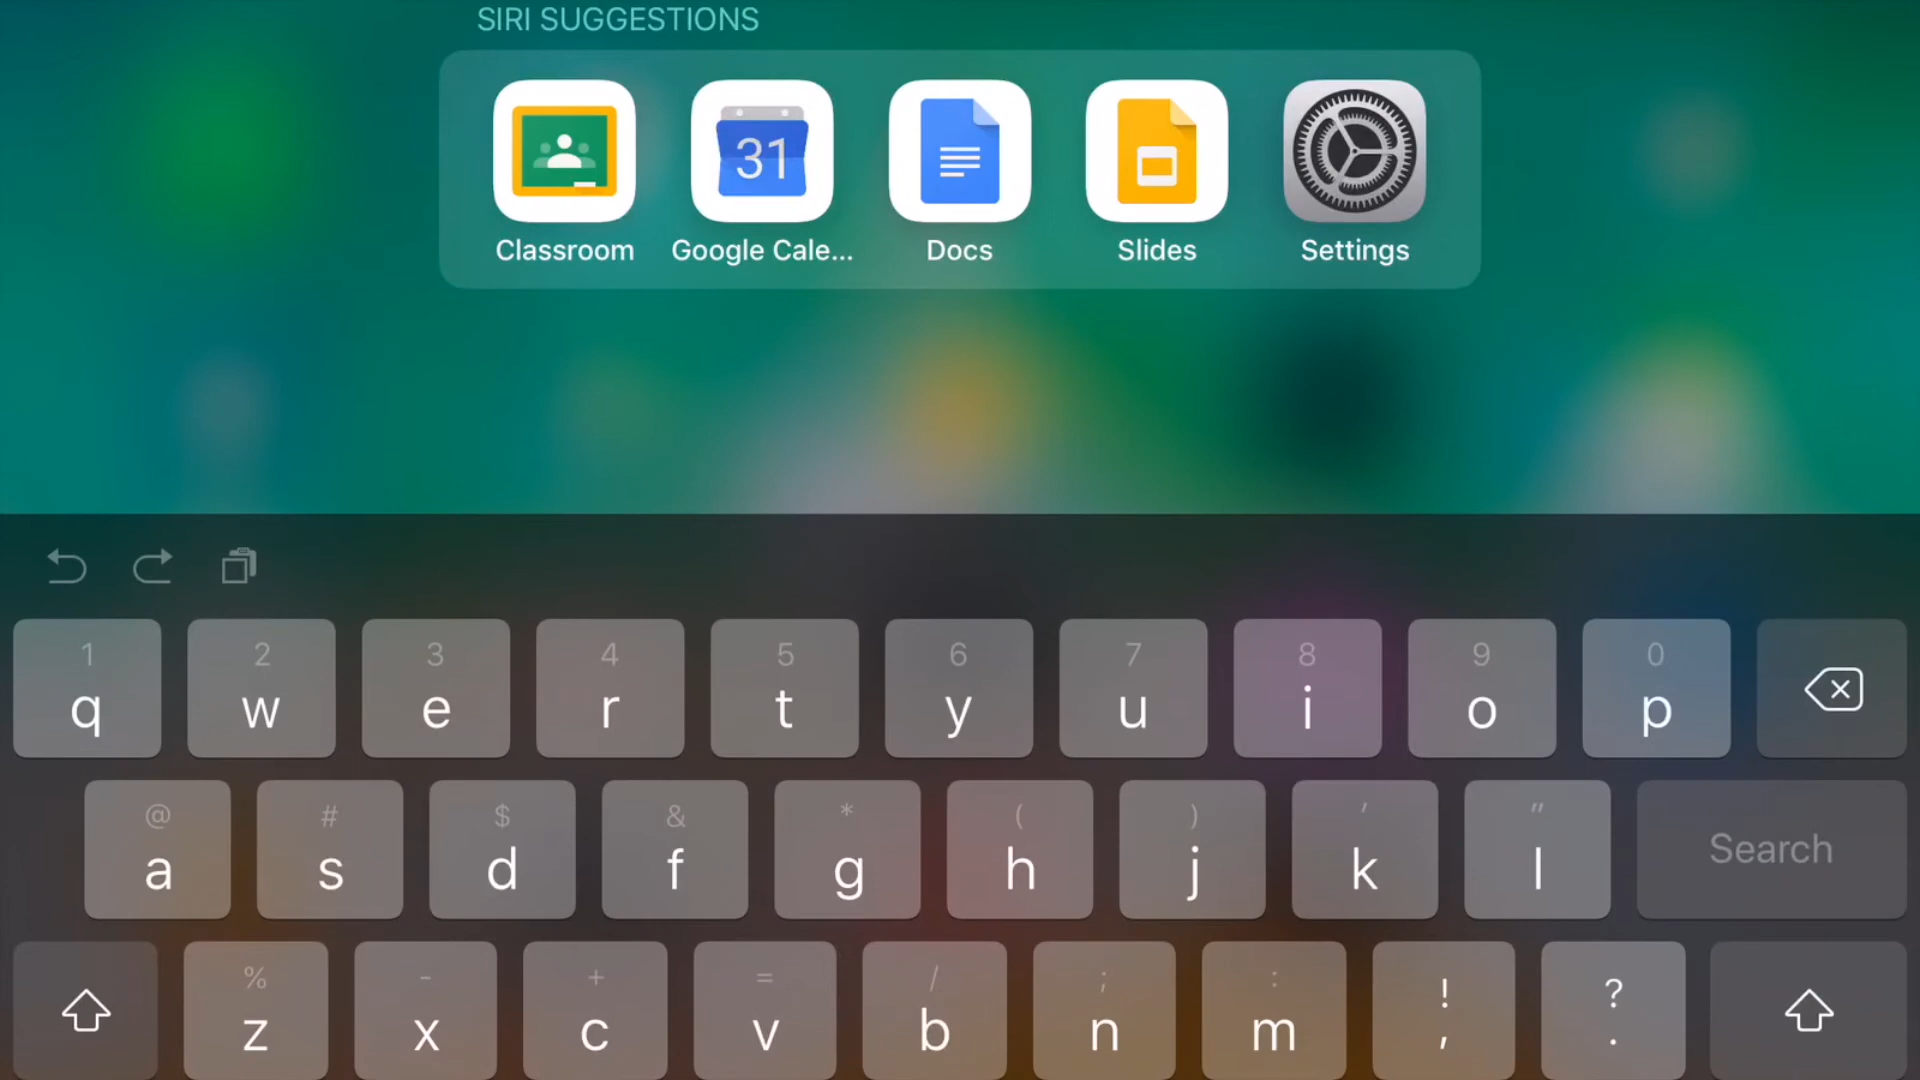 SIRI SUGGESTIONS
31
Classroom Google Cale... Docs Slides Settings
1 2 3 4 5 6 7 8 9 0
q w e r t y u i o p
@ # $ & * ( ) ' "
a s d f g h j k l Search
% - + = / ; : ! ?
z x c v b n m , .